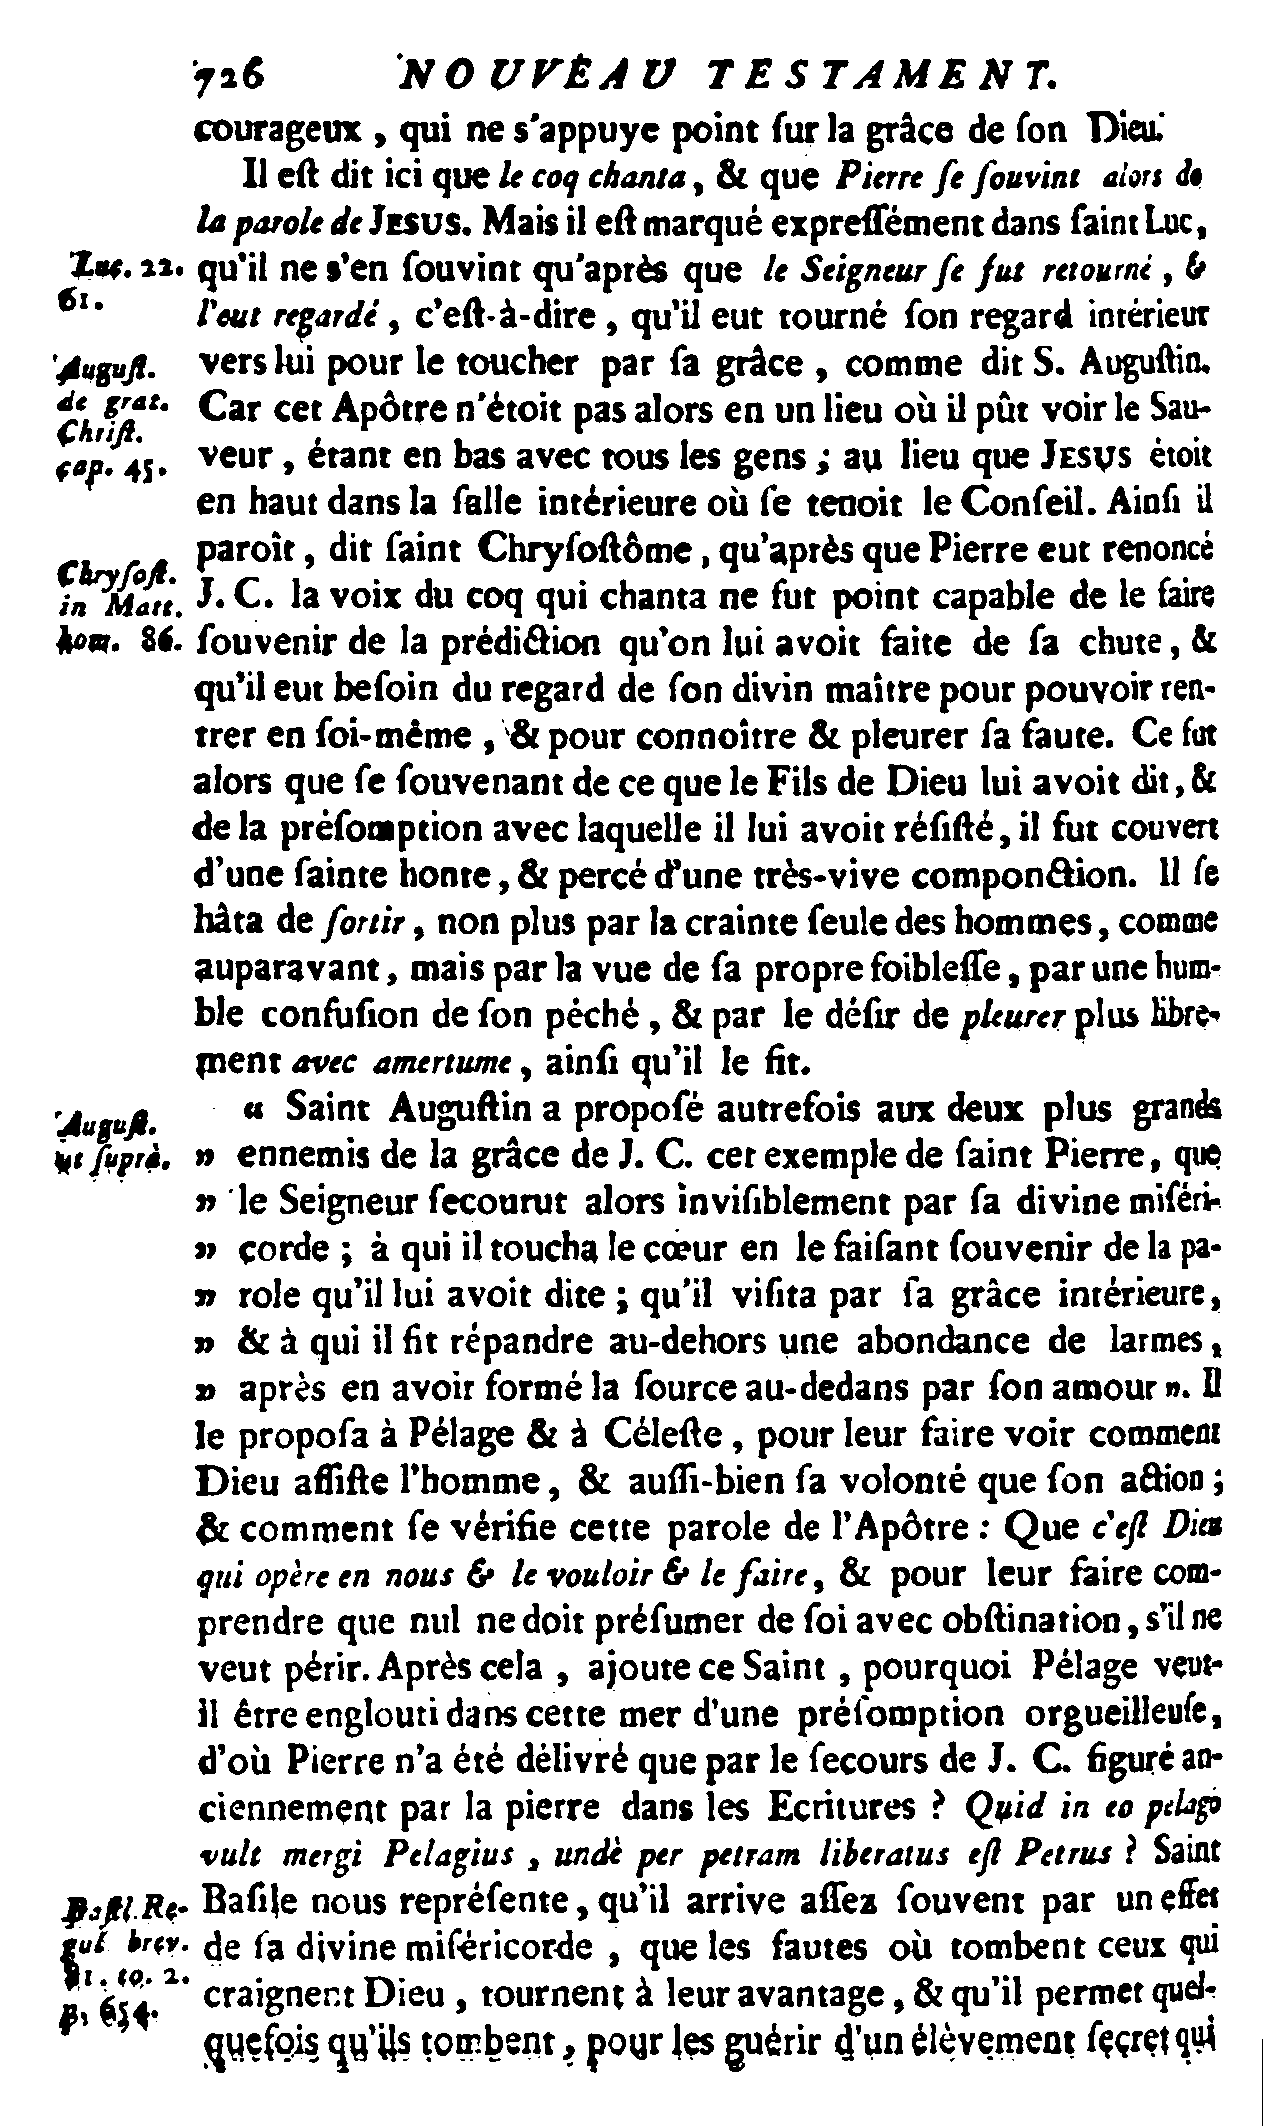 726 NOUVEAU TESTAMENT.
courageux, qui ne s'appuye point ſur la grâce de ſon Dieu.
Il eſt dit ici que le coq chanta, & que Pierre ſe ſouvint alors de
la parole de JESUS. Mais il eſt marqué expreſſément dans ſaint Luc,
Luc. 22. qu'il ne s'en ſouvint qu'après que le Seigneur ſe fut retourné, &
61. l'eut regardé, c'eſt-à-dire, qu'il eut tourné ſon regard intérieur
Auguſt. vers lui pour le toucher par ſa grâce, comme dit S. Auguſtin.
de grat. Car cet Apôtre n'étoit pas alors en un lieu où il pût voir le Sau-
Chriſt.
cap. 45. veur, étant en bas avec tous les gens; au lieu que JESUS étoit
en haut dans la ſalle intérieure où ſe tenoit le Conſeil. Ainſi il
paroît, dit ſaint Chryſoſtôme, qu'après que Pierre eut renoncé
Chryſoſt.
in Matt. J. C. la voix du coq qui chanta ne fut point capable de le faire
hom. 86. ſouvenir de la prédiction qu'on lui avoit faite de ſa chute, &
qu'il eut beſoin du regard de ſon divin maître pour pouvoir ren-
trer en ſoi-même, & pour connoître & pleurer ſa faute. Ce fut
alors que ſe ſouvenant de ce que le Fils de Dieu lui avoit dit, &
de la préſomption avec laquelle il lui avoit réſiſté, il fut couvert
d'une ſainte honte, & percé d'une très-vive componction. Il ſe
hâta de ſortir, non plus par la crainte ſeule des hommes, comme
auparavant, mais par la vue de ſa propre foibleſſe, par une hum-
ble confuſion de ſon péché, & par le déſir de pleurer plus libre-
ment avec amertume, ainſi qu'il le fit.
Auguſt. « Saint Auguſtin a propoſé autrefois aux deux plus grands
ut ſuprà. » ennemis de la grâce de J. C. cet exemple de ſaint Pierre, que
» le Seigneur ſecourut alors inviſiblement par ſa divine miſéri-
» corde; à qui il toucha le cœur en le faiſant ſouvenir de la pa-
» role qu'il lui avoit dite; qu'il viſita par ſa grâce intérieure,
» & à qui il fit répandre au-dehors une abondance de larmes,
» après en avoir formé la ſource au-dedans par ſon amour ». Il
le propoſa à Pélage & à Céleſte, pour leur faire voir comment
Dieu aſſiſte l'homme, & auſſi-bien ſa volonté que ſon action;
& comment ſe vérifie cette parole de l'Apôtre : Que c'eſt Dieu
qui opère en nous & le vouloir & le faire, & pour leur faire com-
prendre que nul ne doit préſumer de ſoi avec obſtination, s'il ne
veut périr. Après cela, ajoute ce Saint, pourquoi Pélage veut-
il être englouti dans cette mer d'une préſomption orgueilleuſe,
d'où Pierre n'a été délivré que par le ſecours de J. C. figuré an-
ciennement par la pierre dans les Ecritures? Quid in eo pelago
vult mergi Pelagius, undè per petram liberatus eſt Petrus? Saint
Baſil. Re- Baſile nous repréſente, qu'il arrive aſſez ſouvent par un effet
gul brev. de ſa divine miſéricorde, que les fautes où tombent ceux qui
81. to. 2. craignent Dieu, tournent à leur avantage, & qu'il permet quel-
p. 654. quefois qu'ils tombent, pour les guérir d'un élèvement ſecret qui